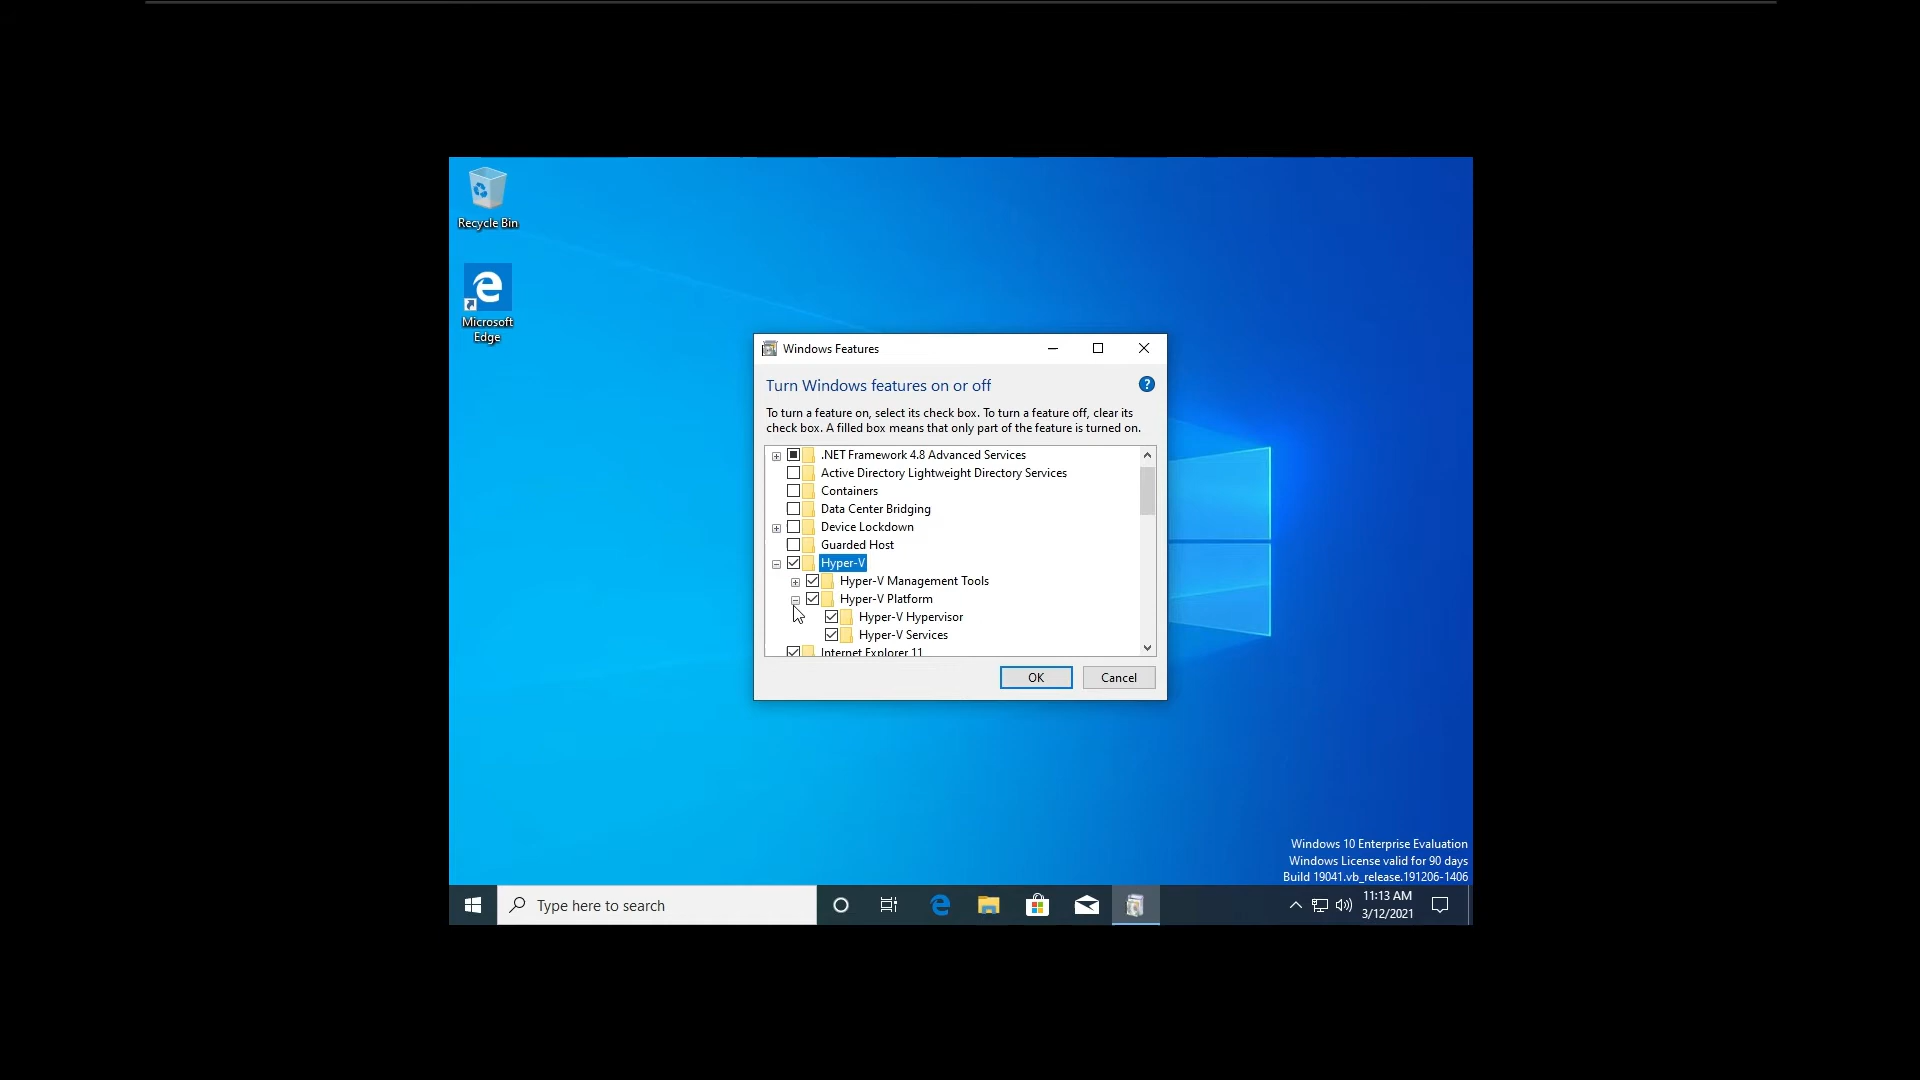 Recycle Bin
Microsoft
Edge
Windows Features
Turn Windows features on or off
To turn a feature on, select its check box. To turn a feature off, clear its
check box. A filled box means that only part of the feature is turned on.
.NET Framework 4.8 Advanced Services
Active Directory Lightweight Directory Services
Containers
Data Center Bridging
Device Lockdown
Guarded Host
Hyper-V
Hyper-V Management Tools
Hyper-V Platform
Hyper-V Hypervisor
Hyper-V Services
Internet Explorer 11
OK
Cancel
Windows 10 Enterprise Evaluation
Windows License valid for 90 days
Build 19041.vb_release.191206-1406
Type here to search
11:13 AM
3/12/2021